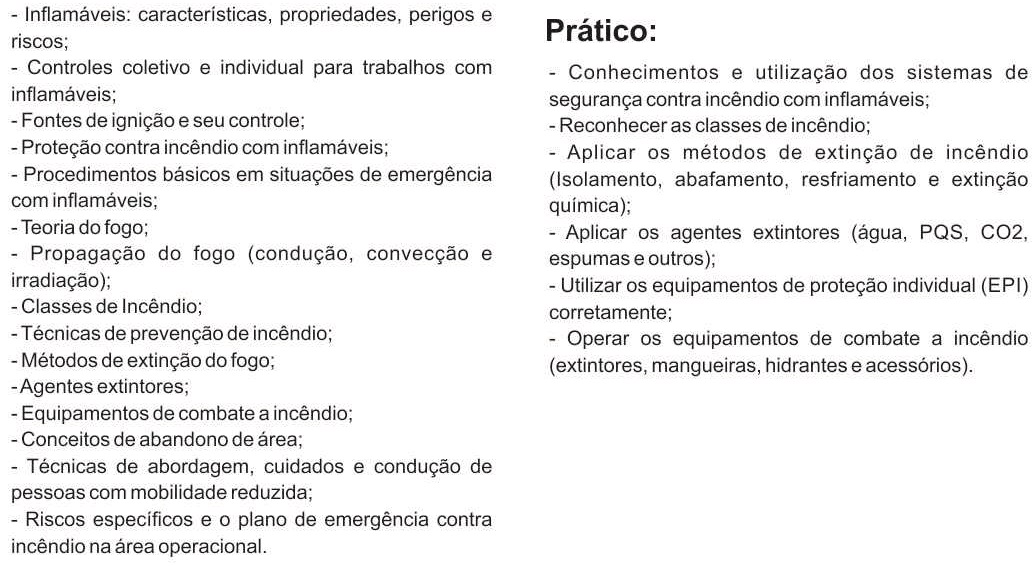 - Inflamáveis: características, propriedades, perigos e
riscos;
- Controles coletivo e individual para trabalhos com
inflamáveis;
- Fontes de ignição e seu controle;
- Proteção contra incêndio com inflamáveis;
- Procedimentos básicos em situações de emergência
com inflamáveis;
- Teoria do fogo;
- Propagação do fogo (condução, convecção e
irradiação);
- Classes de Incêndio;
- Técnicas de prevenção de incêndio;
- Métodos de extinção do fogo;
- Agentes extintores;
- Equipamentos de combate a incêndio;
- Conceitos de abandono de área;
- Técnicas de abordagem, cuidados e condução de
pessoas com mobilidade reduzida;
- Riscos específicos e o plano de emergência contra
incêndio na área operacional.
Prático:
- Conhecimentos e utilização dos sistemas de
segurança contra incêndio com inflamáveis;
- Reconhecer as classes de incêndio;
- Aplicar os métodos de extinção de incêndio
(Isolamento, abafamento, resfriamento e extinção
química);
- Aplicar os agentes extintores (água, PQS, CO2,
espumas e outros);
- Utilizar os equipamentos de proteção individual (EPI)
corretamente;
- Operar os equipamentos de combate a incêndio
(extintores, mangueiras, hidrantes e acessórios).